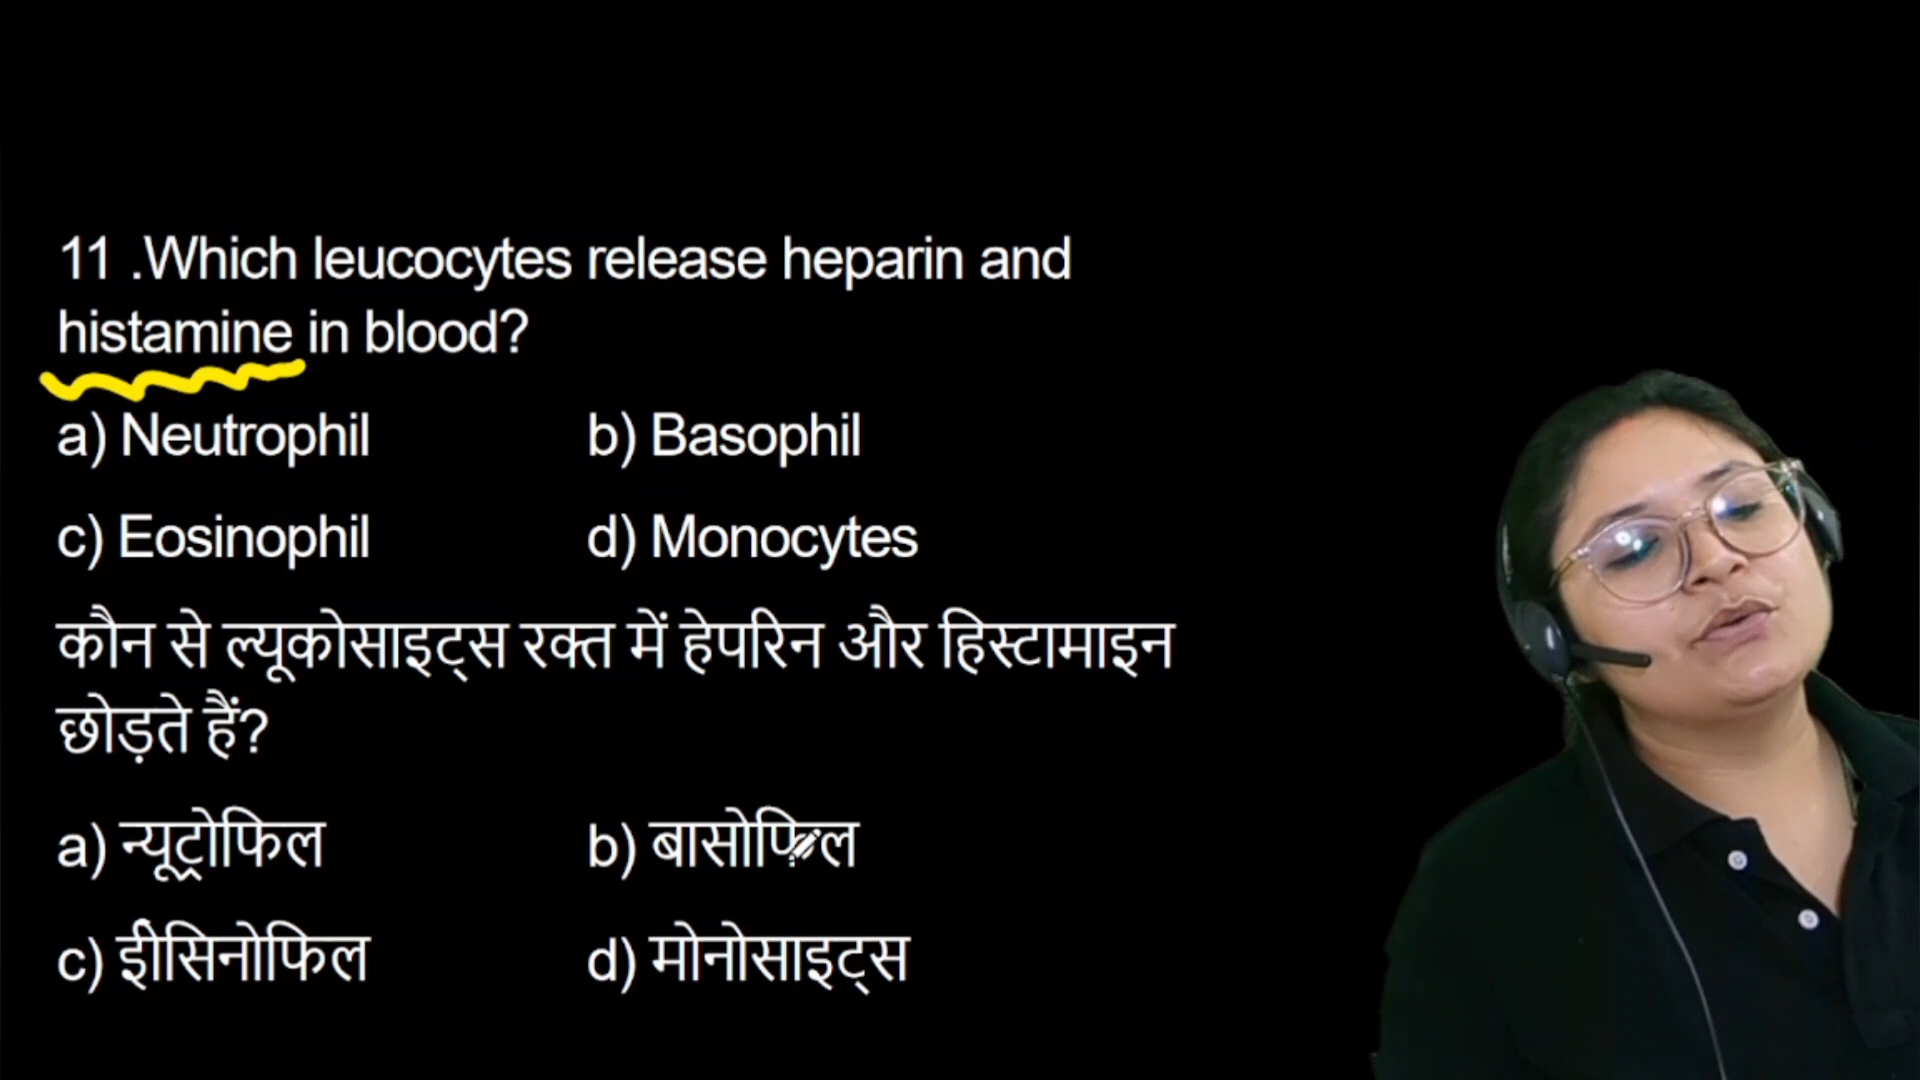 11 .Which leucocytes release heparin and
histamine in blood?
a) Neutrophil b) Basophil
c) Eosinophil d) Monocytes
कौन से ल्यूकोसाइट्स रक्त में हेपरिन और हिस्टामाइन
छोड़ते हैं?
a) न्यूट्रोफिल b) बासोफिल
c) ईोसिनोफिल d) मोनोसाइट्स